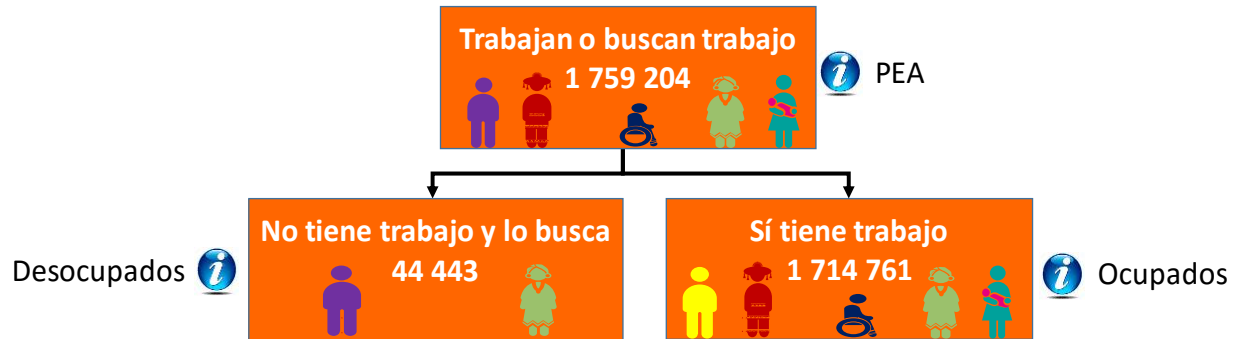 Trabajan o buscan trabajo
1 759 204
i PEA
No tiene trabajo y lo busca
44 443
Desocupados i
Sí tiene trabajo
1 714 761
i Ocupados